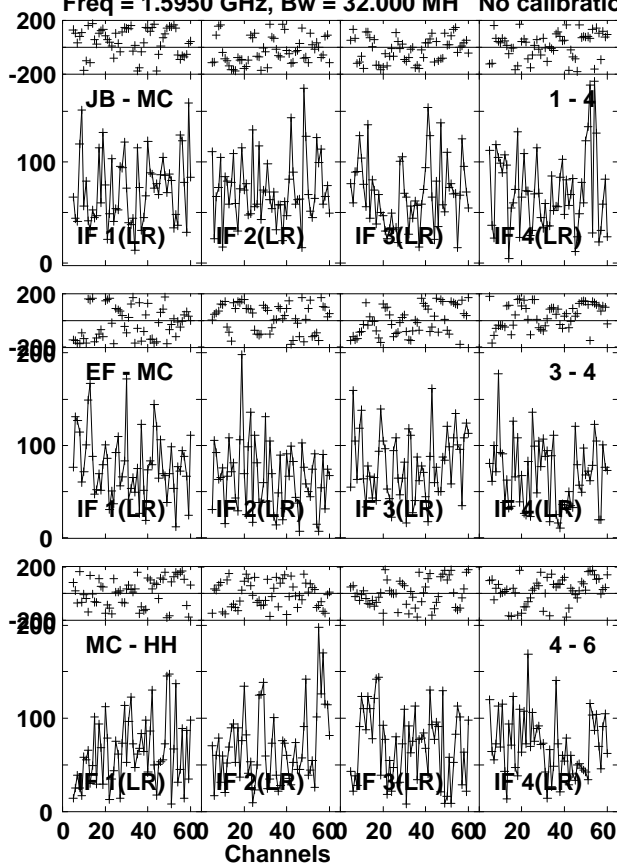 Freq = 1.5950 GHz, Bw = 32.000 MH No calibratio
200
-200
JB - MC
1 - 4
100
IF 1(LR)
IF 2(LR)
IF 3(LR)
IF 4(LR)
0
200
-200
200
EF - MC
3 - 4
100
IF 1(LR)
IF 2(LR)
IF 3(LR)
IF 4(LR)
0
200
-200
200
MC - HH
4 - 6
100
IF 1(LR)
IF 2(LR)
IF 3(LR)
IF 4(LR)
0
0 20 40 60 0 20 40 60 0 20 40 60 0 20 40 60
Channels